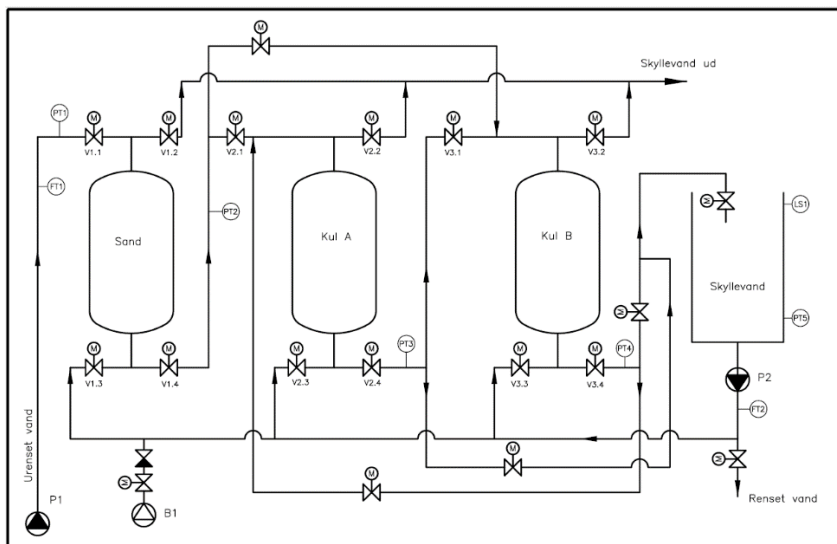 M
Skyllevand ud
PT1
M
M
M
M
M
M
V1.1
V1.2
V2.1
V2.2
V3.1
V3.2
FT1
PT2
M
LS1
Sand
Kul A
Kul B
Skyllevand
M
PT5
M
M
M
M
PT3
M
M
PT4
V1.3
V1.4
V2.3
V2.4
V3.3
V3.4
P2
FT2
Urenset vand
M
M
M
M
P1
B1
Renset vand